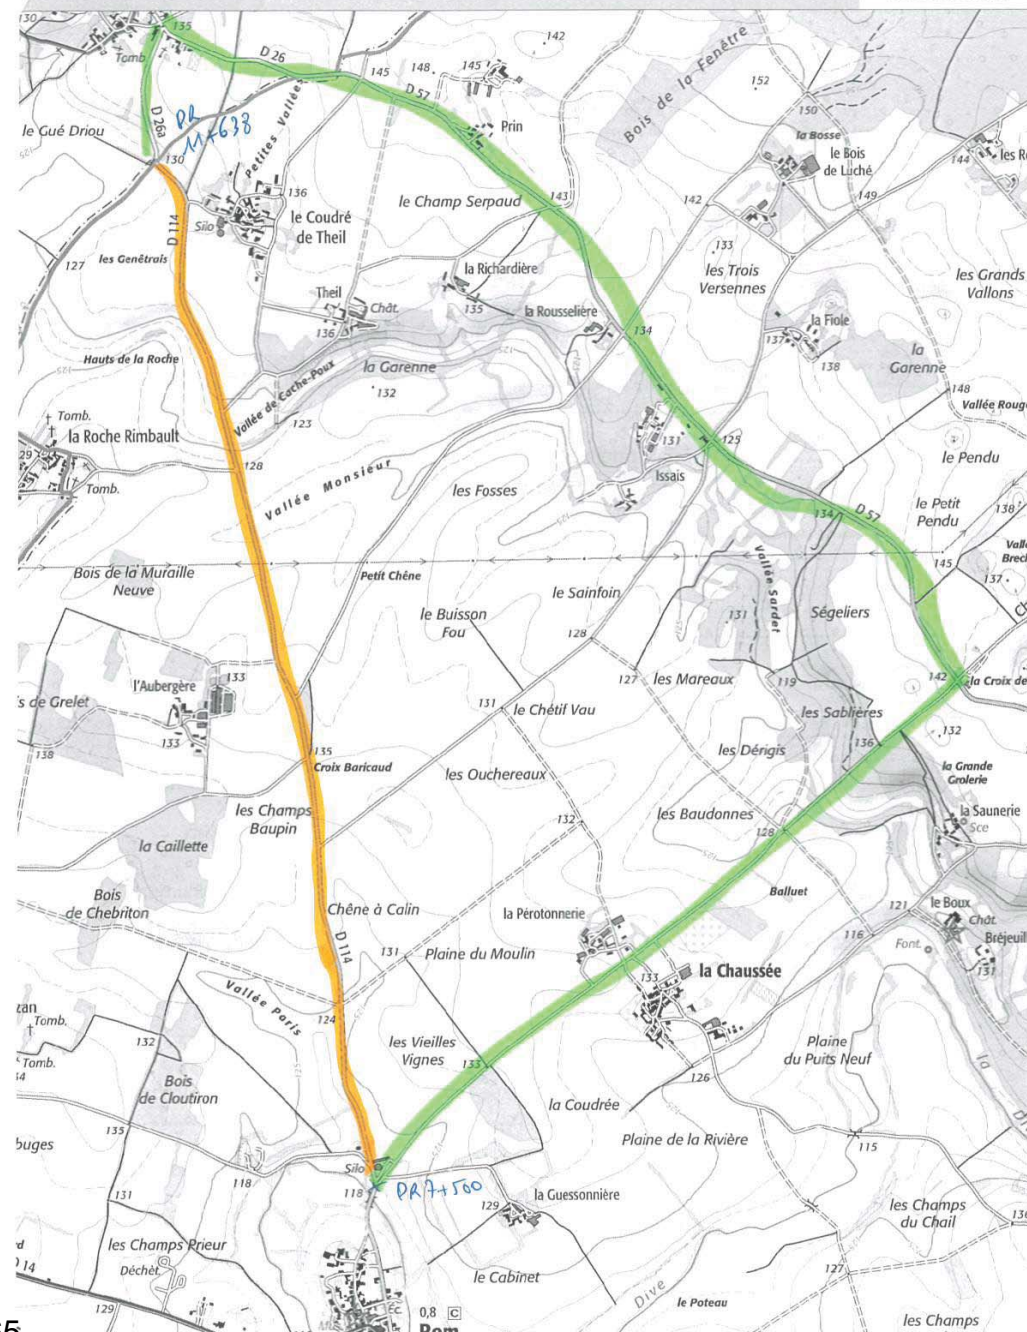 130
135
Tomb.
D 26
142
145
148
145
D 57
Bois de la Fenêtre
152
150
le Gué Driou
D 26a
PR
11+638
130
Petites Vallées
Prin
la Bosse
le Bois
de Luché
144
149
142
136
le Coudré
de Theil
Silo
le Champ Serpaud
143
D 114
les Genêtrais
127
133
les Trois
Versennes
les Grands
Vallons
la Richardière
135
Theil
Chât.
136
la Rousselière
134
la Fiole
137
138
la
Garenne
Hauts de la Roche
la Garenne
132
Vallée de Cache-Poux
123
125
148
Vallée Rouge
Tomb.
la Roche Rimbault
Tomb.
128
Vallée Monsieur
les Fosses
131
Issais
125
le Pendu
le Petit
Pendu
138
134
D 57
145
137
Bois de la Muraille
Neuve
Petit Chêne
le Buisson
Fou
le Sainfoin
128
Vallée Sardet
131
Ségeliers
133
l'Aubergère
133
138
127
les Mareaux
119
142
la Croix de
131
le Chétif Vau
les Sablières
136
132
135
Croix Baricaud
les Ouchereaux
les Dérigis
la Grande
Grolerie
les Champs
Baupin
132
les Baudonnes
128
la Saunerie
Sce
la Caillette
Bois
de Chebriton
Chêne à Calin
D 114
la Pérotonnerie
Balluet
le Boux
121
Chât.
116
Font.
131
131
Plaine du Moulin
133
la Chaussée
Vallée Paris
124
Tomb.
132
Tomb.
Bois
de Cloutiron
les Vieilles
Vignes
133
126
Plaine
du Puits Neuf
la
135
la Coudrée
Plaine de la Rivière
115
Silo
118
118
PR 7+500
131
129
la Guessonnière
les Champs
du Chail
les Champs Prieur
Déchèt.
le Cabinet
127
Dive
D 14
129
0,8 C
le Poteau
les Champs
Rom